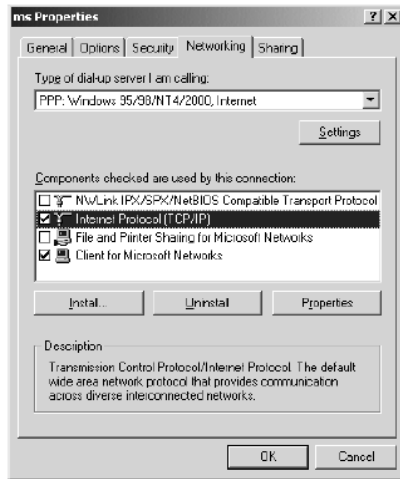 ms Properties
General Options Security Networking Sharing
Type of dial-up server I am calling:
PPP: Windows 95/98/NT4/2000, Internet
Settings
Components checked are used by this connection:
NWLink IPX/SPX/NetBIOS Compatible Transport Protocol
Internet Protocol (TCP/IP)
File and Printer Sharing for Microsoft Networks
Client for Microsoft Networks
Install... Uninstall Properties
Description
Transmission Control Protocol/Internet Protocol. The default
wide area network protocol that provides communication
across diverse interconnected networks.
OK Cancel